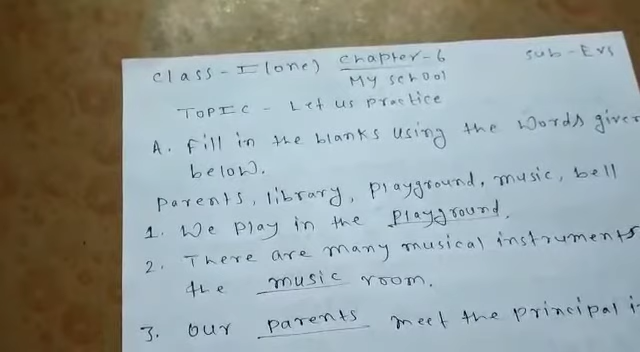 Class - I (one) Chapter - 6 Sub - Evs
My school
TOPIC - Let us Practice
A. Fill in the blanks using the words given
below.
Parents, library, playground, music, bell
1. We play in the playground.
2. There are many musical instruments
the music room.
3. Our parents meet the principal i